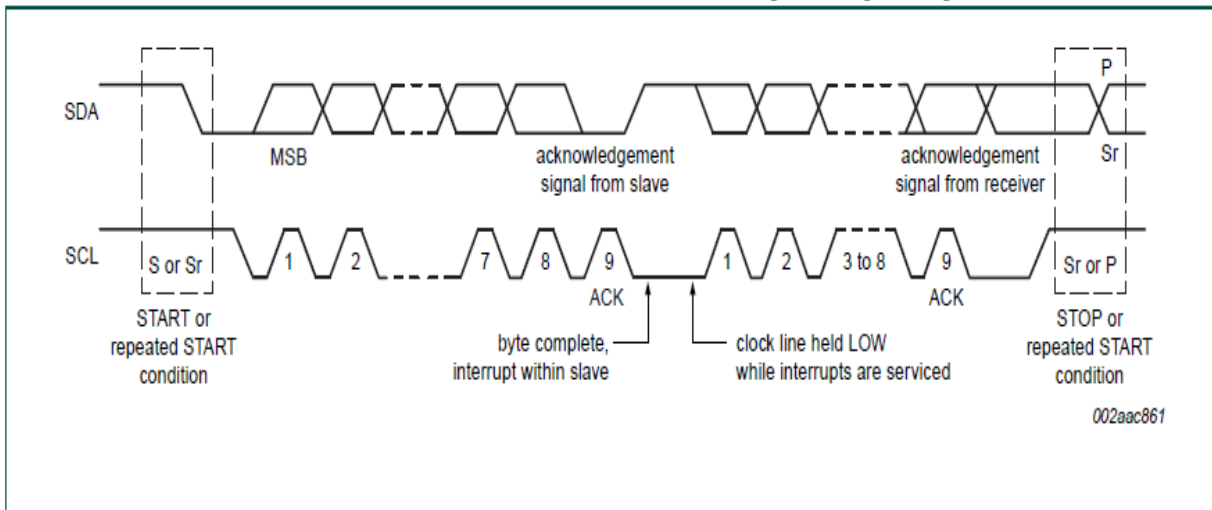 P
SDA
MSB
acknowledgement
signal from slave
acknowledgement
signal from receiver
Sr
SCL
S or Sr
1
2
7
8
9
1
2
3 to 8
9
Sr or P
ACK
ACK
START or
repeated START
condition
byte complete,
interrupt within slave
clock line held LOW
while interrupts are serviced
STOP or
repeated START
condition
002aac861